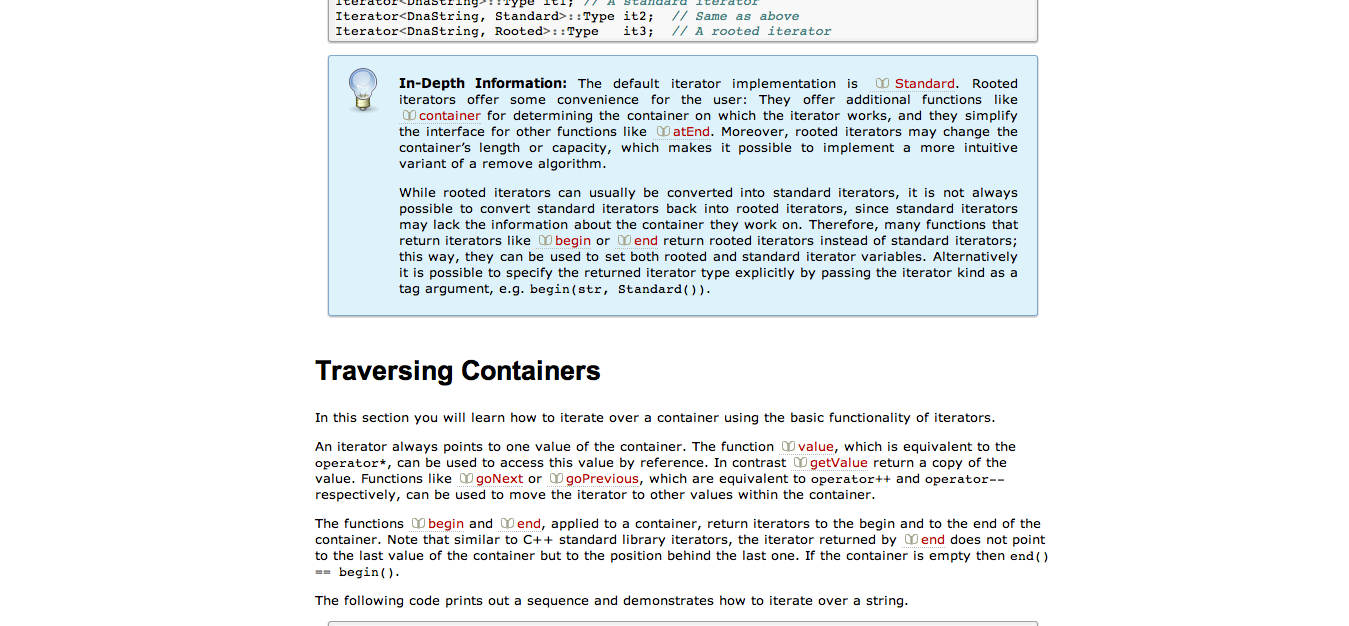 Iterator<DnaString>::Type it1; // A standard iterator
Iterator<DnaString, Standard>::Type it2;  // Same as above
Iterator<DnaString, Rooted>::Type   it3;  // A rooted iterator
In-Depth Information: The default iterator implementation is Standard. Rooted
iterators offer some convenience for the user: They offer additional functions like
container for determining the container on which the iterator works, and they simplify
the interface for other functions like atEnd. Moreover, rooted iterators may change the
container's length or capacity, which makes it possible to implement a more intuitive
variant of a remove algorithm.
While rooted iterators can usually be converted into standard iterators, it is not always
possible to convert standard iterators back into rooted iterators, since standard iterators
may lack the information about the container they work on. Therefore, many functions that
return iterators like begin or end return rooted iterators instead of standard iterators;
this way, they can be used to set both rooted and standard iterator variables. Alternatively
it is possible to specify the returned iterator type explicitly by passing the iterator kind as a
tag argument, e.g. begin(str, Standard()).
Traversing Containers
In this section you will learn how to iterate over a container using the basic functionality of iterators.
An iterator always points to one value of the container. The function value, which is equivalent to the
operator*, can be used to access this value by reference. In contrast getValue return a copy of the
value. Functions like goNext or goPrevious, which are equivalent to operator++ and operator--
respectively, can be used to move the iterator to other values within the container.
The functions begin and end, applied to a container, return iterators to the begin and to the end of the
container. Note that similar to C++ standard library iterators, the iterator returned by end does not point
to the last value of the container but to the position behind the last one. If the container is empty then end()
== begin().
The following code prints out a sequence and demonstrates how to iterate over a string.